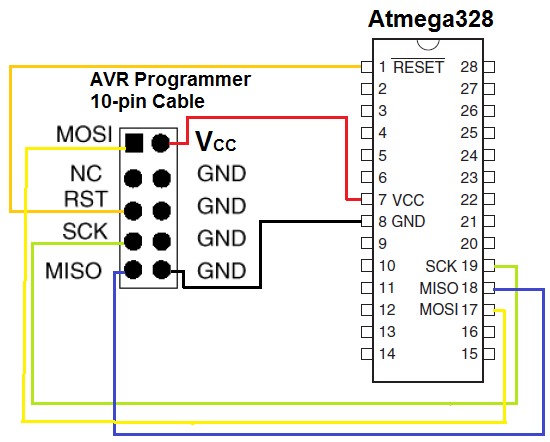 Atmega328
AVR Programmer
10-pin Cable
MOSI
VCC
NC
GND
RST
GND
SCK
GND
MISO
GND
1 RESET 28
2 27
3 26
4 25
5 24
6 23
7 VCC 22
8 GND 21
9 20
10 SCK 19
11 MISO 18
12 MOSI 17
13 16
14 15